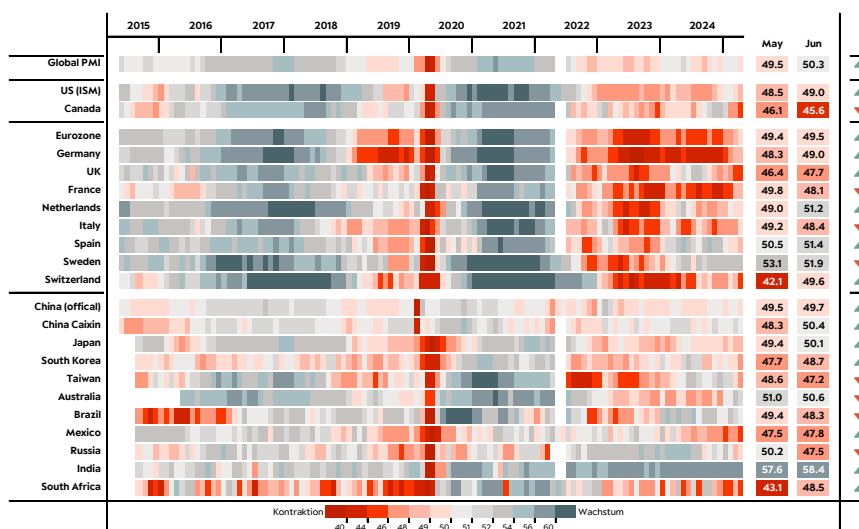 2015 2016 2017 2018 2019 2020 2021 2022 2023 2024
May Jun
Global PMI 49.5 50.3
US (ISM) 48.5 49.0
Canada 46.1 45.6
Eurozone 49.4 49.5
Germany 48.3 49.0
UK 46.4 47.7
France 49.8 48.1
Netherlands 49.0 51.2
Italy 49.2 48.4
Spain 50.5 51.4
Sweden 53.1 51.9
Switzerland 42.1 49.6
China (offical) 49.5 49.7
China Caixin 48.3 50.4
Japan 49.4 50.1
South Korea 47.7 48.7
Taiwan 48.6 47.2
Australia 51.0 50.6
Brazil 49.4 48.3
Mexico 47.5 47.8
Russia 50.2 47.5
India 57.6 58.4
South Africa 43.1 48.5
Kontraktion Wachstum
40 44 46 48 49 50 51 52 54 56 60